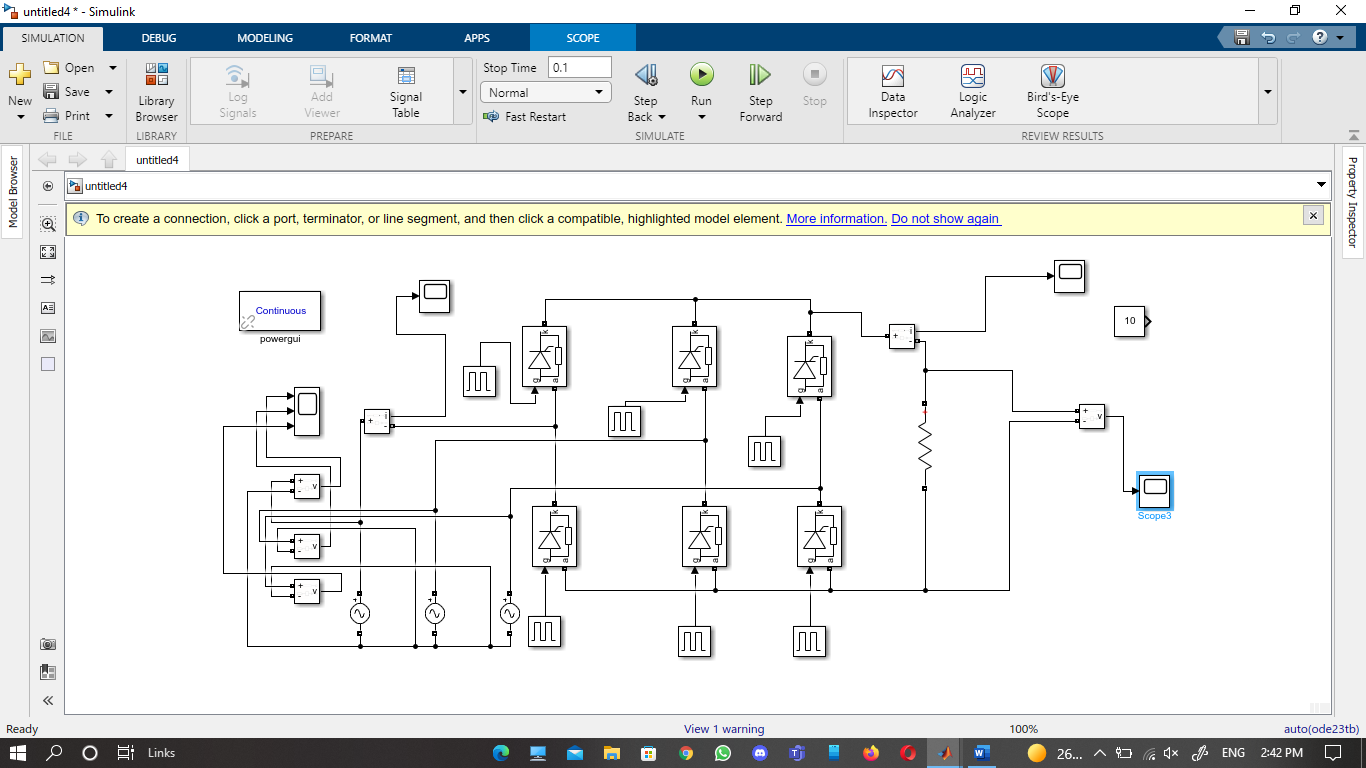 untitled4 * - Simulink
SIMULATION DEBUG MODELING FORMAT APPS SCOPE
New
Open
Save
Print
FILE
Library
Browser
LIBRARY
Log
Signals
Add
Viewer
Signal
Table
PREPARE
Stop Time 0.1
Normal
Fast Restart
Step
Back
Run
Step
Forward
Stop
SIMULATE
Data
Inspector
Logic
Analyzer
Bird's-Eye
Scope
REVIEW RESULTS
Model Browser
untitled4
Property Inspector
untitled4
To create a connection, click a port, terminator, or line segment, and then click a compatible, highlighted model element. More information. Do not show again
Continuous
powergui
g k a
g k a
g k a
+ - i
10
+ - i
+ - v
+ - v
+ - v
+ - v
g k a
g k a
g k a
Scope3
Ready View 1 warning 100% auto(ode23tb)
Links 26... ENG 2:42 PM